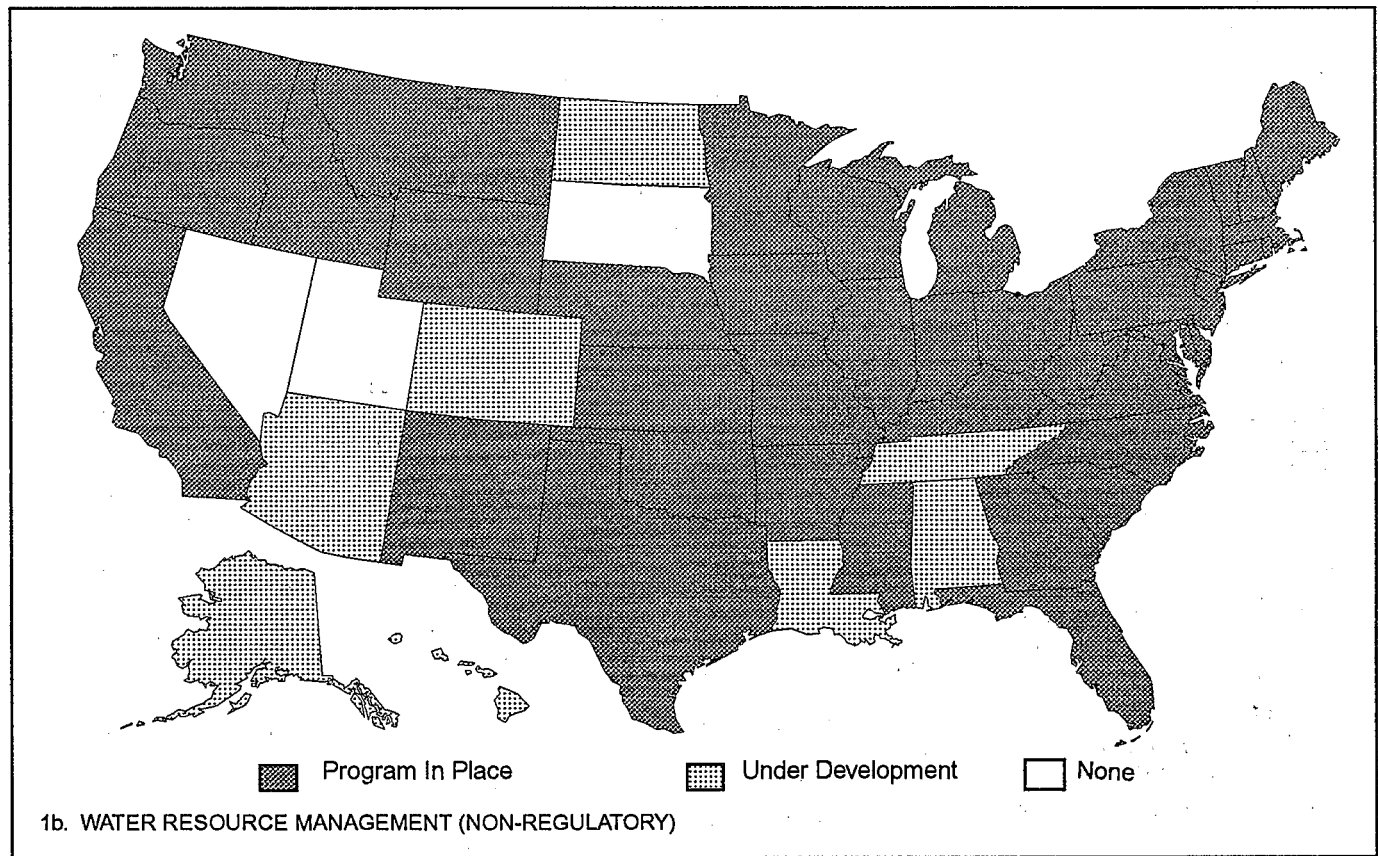 Program In Place
Under Development
None
1b. WATER RESOURCE MANAGEMENT (NON-REGULATORY)